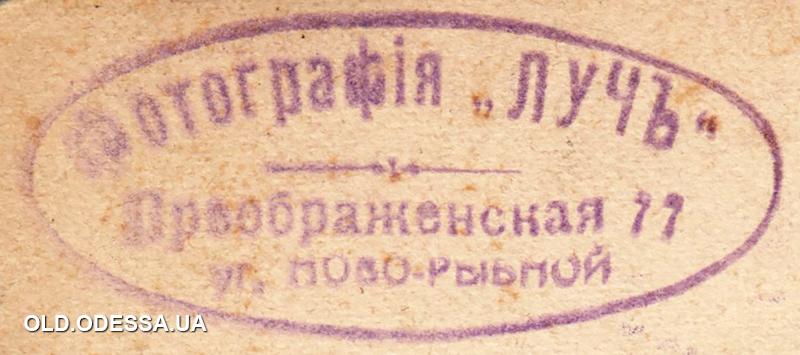 Фотографія „ЛУЧЪ“
Преображенская 77
уг. НОВО-РЫБНОЙ
OLD.ODESSA.UA